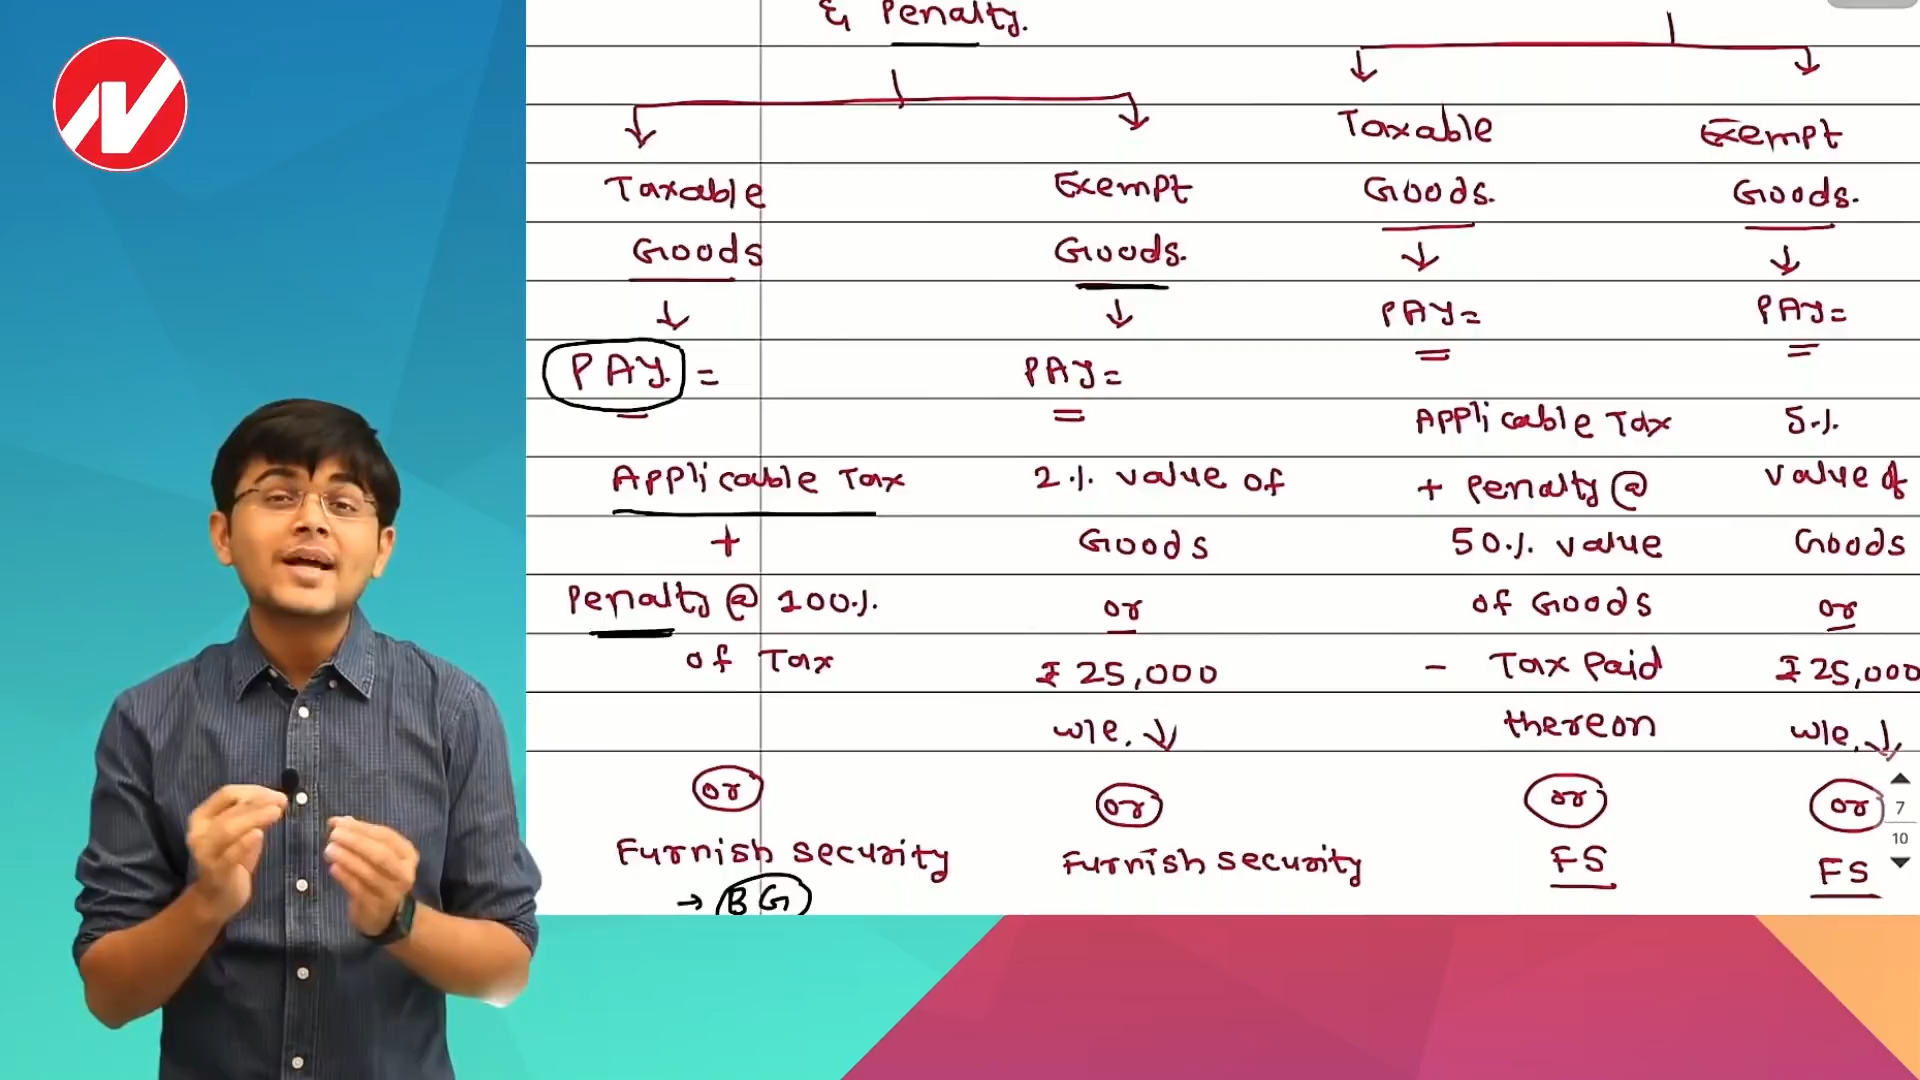 & Penalty.
Taxable
Goods
PAY =
Applicable Tax
+
Penalty @ 100%
of Tax
or
Furnish security
→ BG
Exempt
Goods.
PAY =
2% value of
Goods
or
₹ 25,000
w/e. ↓
or
Furnish security
Taxable
Goods.
PAY =
Applicable Tax
+ Penalty @
50% value
of Goods
- Tax Paid
thereon
or
FS
Exempt
Goods.
PAY =
5%
value of
Goods
or
₹ 25,000
w/e. ↓
or
FS
7
10